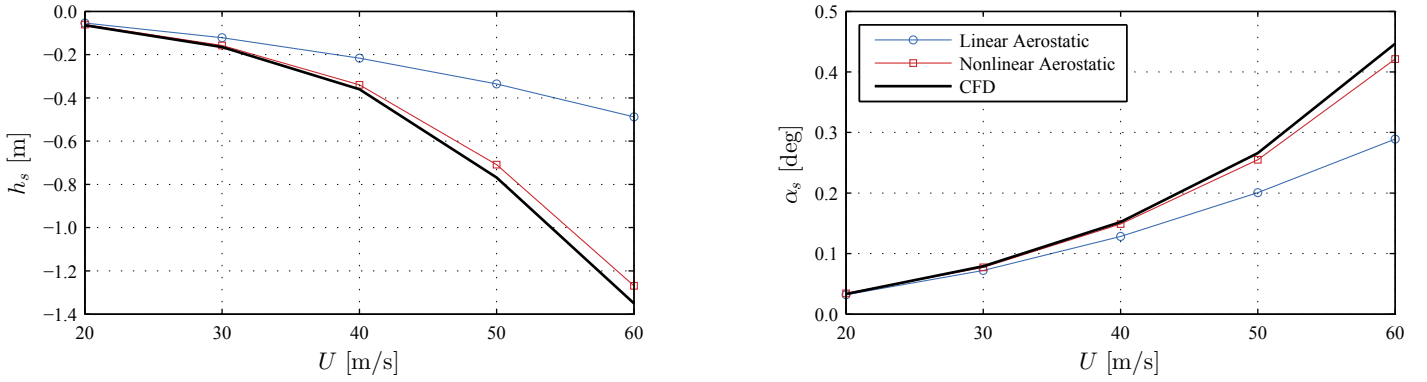 0.0
−0.2
−0.4
−0.6
−0.8
−1.0
−1.2
−1.4
h_s [m]
20 30 40 50 60
U [m/s]
0.5
0.4
0.3
0.2
0.1
0.0
α_s [deg]
Linear Aerostatic
Nonlinear Aerostatic
CFD
20 30 40 50 60
U [m/s]